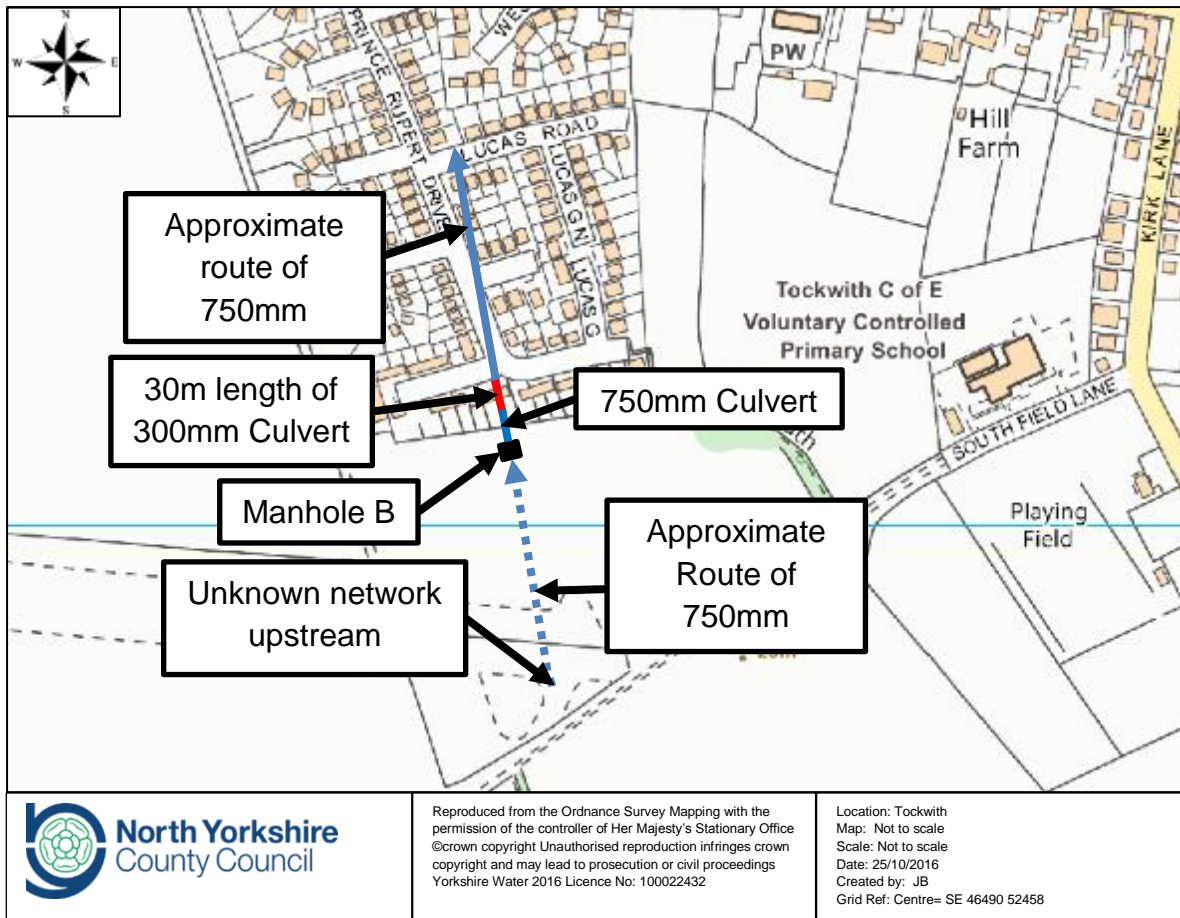 N
W
E
S
PRINCE RUPERT DRIVE
WES
PW
LUCAS ROAD
Hill
Farm
KIRK LANE
LUCAS GN
LUCAS G
Approximate
route of
750mm
Tockwith C of E
Voluntary Controlled
Primary School
30m length of
300mm Culvert
750mm Culvert
SOUTH FIELD LANE
Manhole B
Playing
Field
Approximate
Route of
750mm
Unknown network
upstream
North Yorkshire
County Council
Reproduced from the Ordnance Survey Mapping with the
permission of the controller of Her Majesty's Stationary Office
©crown copyright Unauthorised reproduction infringes crown
copyright and may lead to prosecution or civil proceedings
Yorkshire Water 2016 Licence No: 100022432
Location: Tockwith
Map: Not to scale
Scale: Not to scale
Date: 25/10/2016
Created by: JB
Grid Ref: Centre= SE 46490 52458